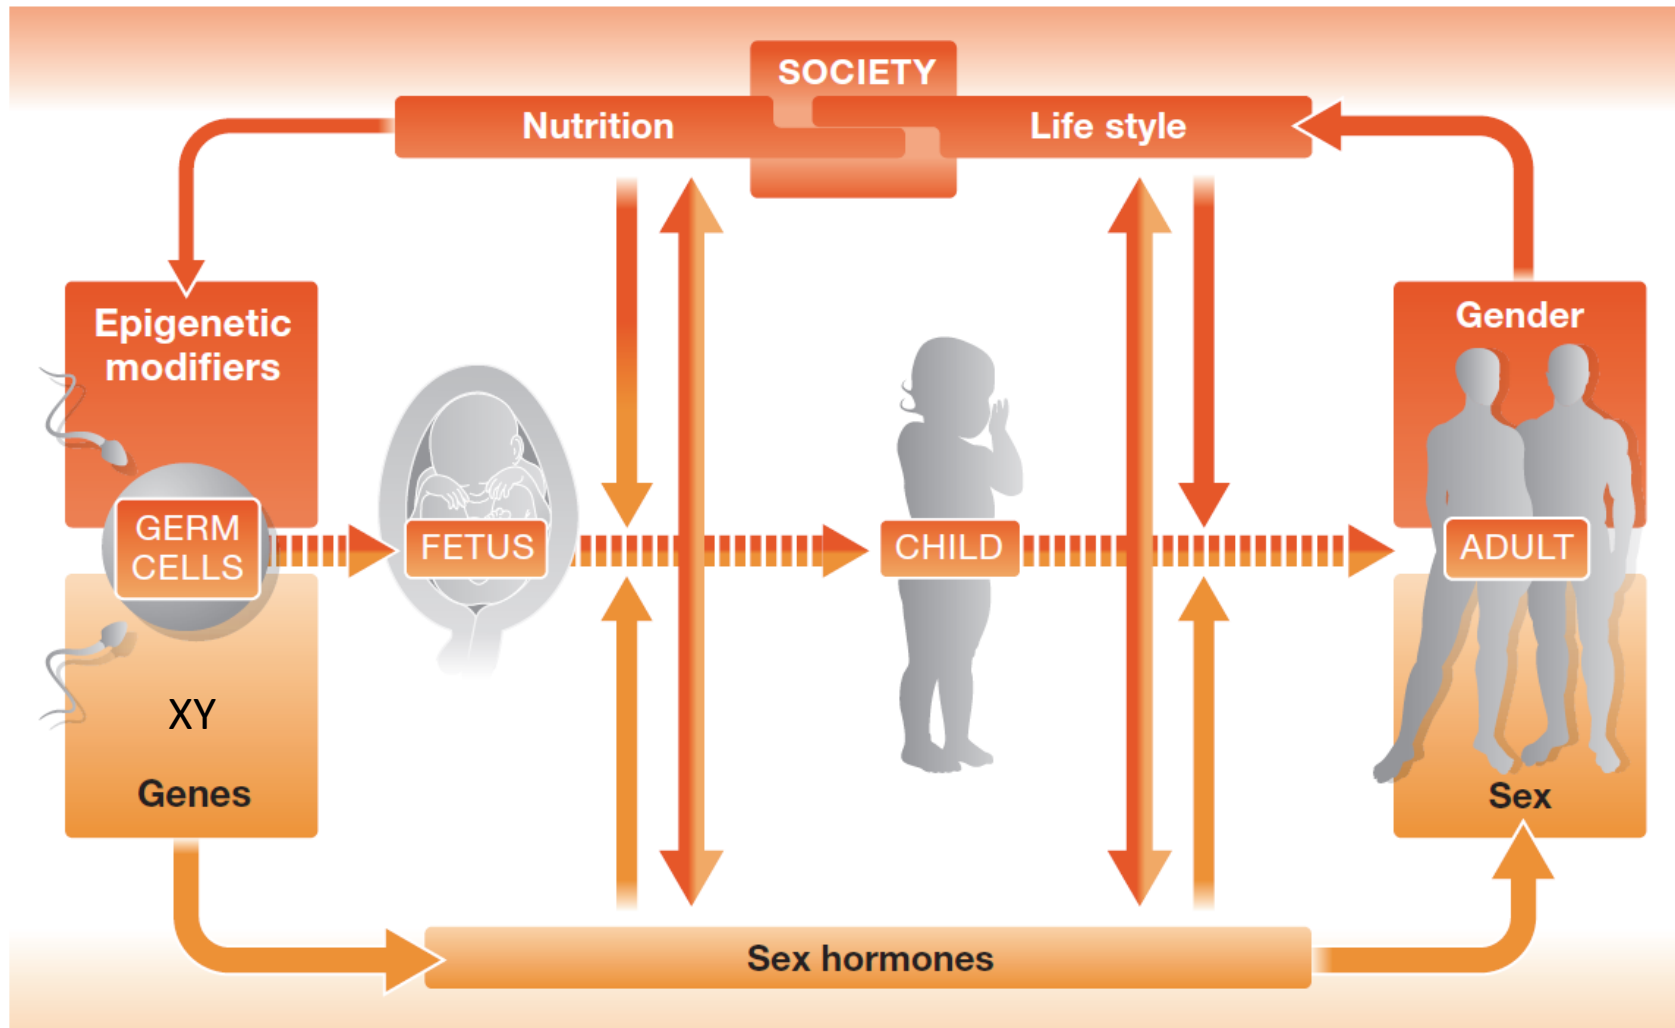 SOCIETY
Nutrition
Life style
Epigenetic
modifiers
Gender
GERM
CELLS
FETUS
CHILD
ADULT
XY
Genes
Sex
Sex hormones